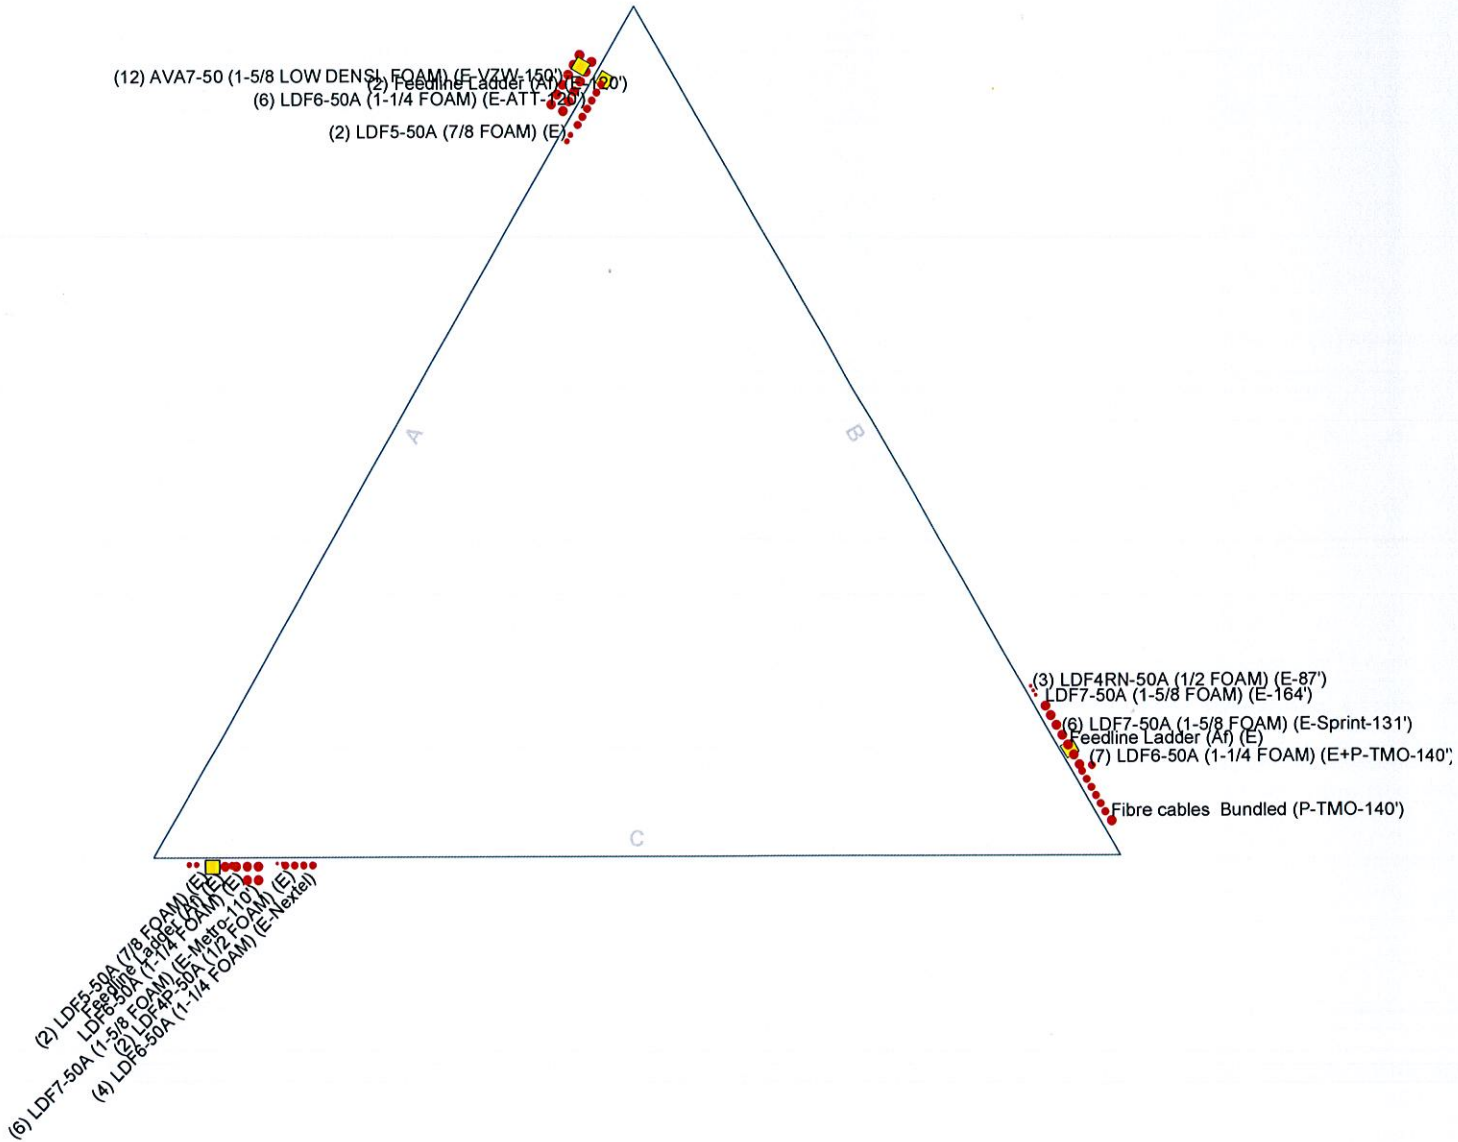 (12) AVA7-50 (1-5/8 LOW DENSI. FOAM) (E-VZW-150')
(2) Feedline Ladder (Af) (E-120')
(6) LDF6-50A (1-1/4 FOAM) (E-ATT-120')
(2) LDF5-50A (7/8 FOAM) (E)
A
B
(3) LDF4RN-50A (1/2 FOAM) (E-87')
LDF7-50A (1-5/8 FOAM) (E-164')
(6) LDF7-50A (1-5/8 FOAM) (E-Sprint-131')
Feedline Ladder (Af) (E)
(7) LDF6-50A (1-1/4 FOAM) (E+P-TMO-140')
Fibre cables Bundled (P-TMO-140')
C
(2) LDF5-50A (7/8 FOAM) (E)
Feedline Ladder (Af) (E)
LDF6-50A (1-1/4 FOAM) (E)
(6) LDF7-50A (1-5/8 FOAM) (E-Metro-110')
(2) LDF4P-50A (1/2 FOAM) (E)
(4) LDF6-50A (1-1/4 FOAM) (E-Nextel)